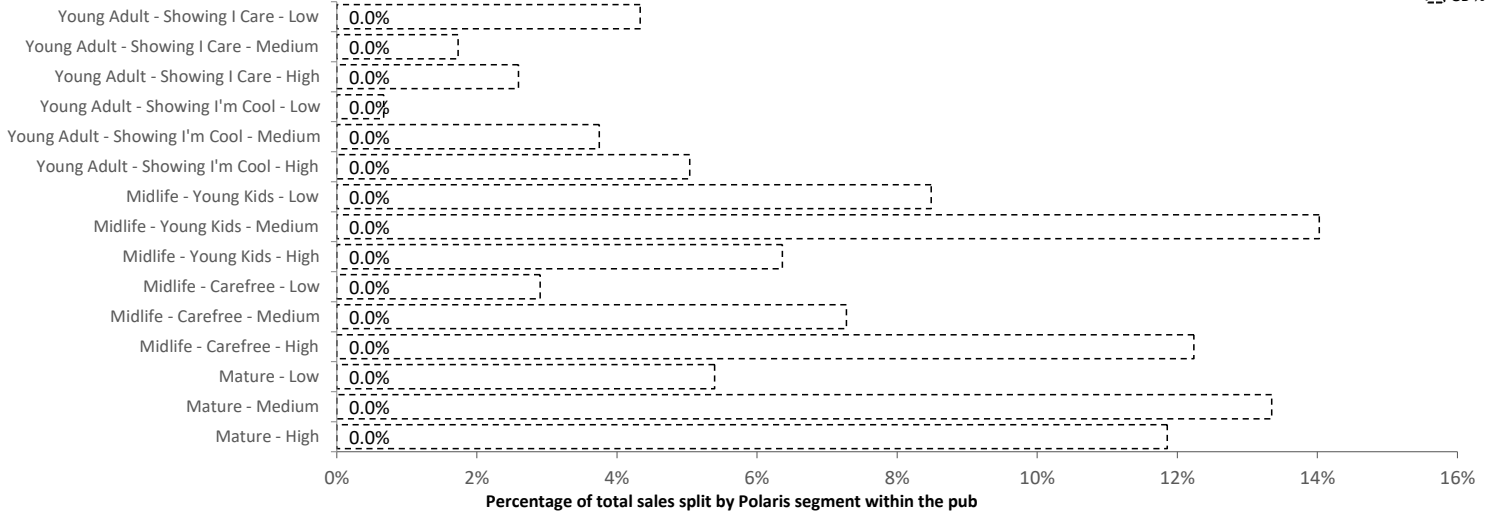 Young Adult - Showing I Care - Low 0.0%
Young Adult - Showing I Care - Medium 0.0%
Young Adult - Showing I Care - High 0.0%
Young Adult - Showing I'm Cool - Low 0.0%
Young Adult - Showing I'm Cool - Medium 0.0%
Young Adult - Showing I'm Cool - High 0.0%
Midlife - Young Kids - Low 0.0%
Midlife - Young Kids - Medium 0.0%
Midlife - Young Kids - High 0.0%
Midlife - Carefree - Low 0.0%
Midlife - Carefree - Medium 0.0%
Midlife - Carefree - High 0.0%
Mature - Low 0.0%
Mature - Medium 0.0%
Mature - High 0.0%
0% 2% 4% 6% 8% 10% 12% 14% 16%
Percentage of total sales split by Polaris segment within the pub